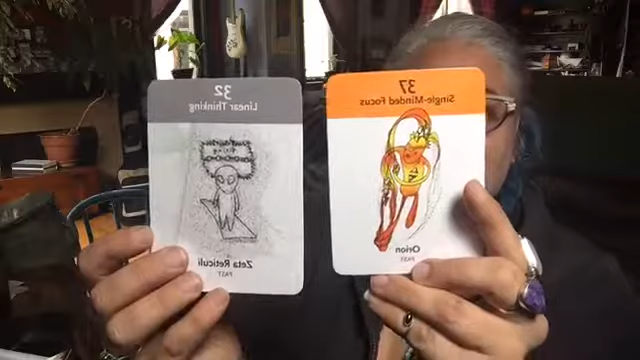 32
Linear Thinking
Zeta Reticuli
PAST
37
Single-Minded Focus
Orion
PAST